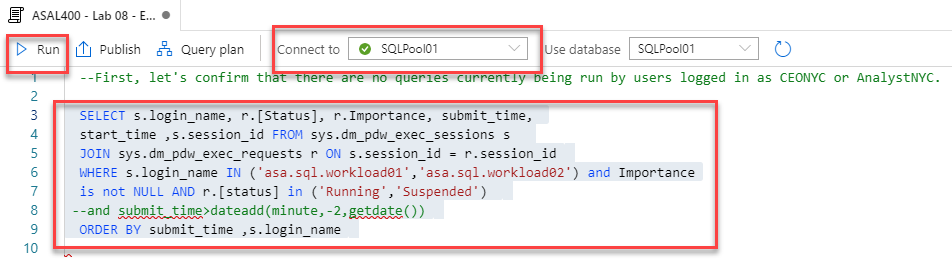 ASAL400 - Lab 08 - E...
Run Publish Query plan Connect to SQLPool01 Use database SQLPool01
1 --First, let's confirm that there are no queries currently being run by users logged in as CEONYC or AnalystNYC.
2
3 SELECT s.login_name, r.[Status], r.Importance, submit_time,
4 start_time ,s.session_id FROM sys.dm_pdw_exec_sessions s
5 JOIN sys.dm_pdw_exec_requests r ON s.session_id = r.session_id
6 WHERE s.login_name IN ('asa.sql.workload01','asa.sql.workload02') and Importance
7 is not NULL AND r.[status] in ('Running','Suspended')
8 --and submit_time>dateadd(minute,-2,getdate())
9 ORDER BY submit_time ,s.login_name
10